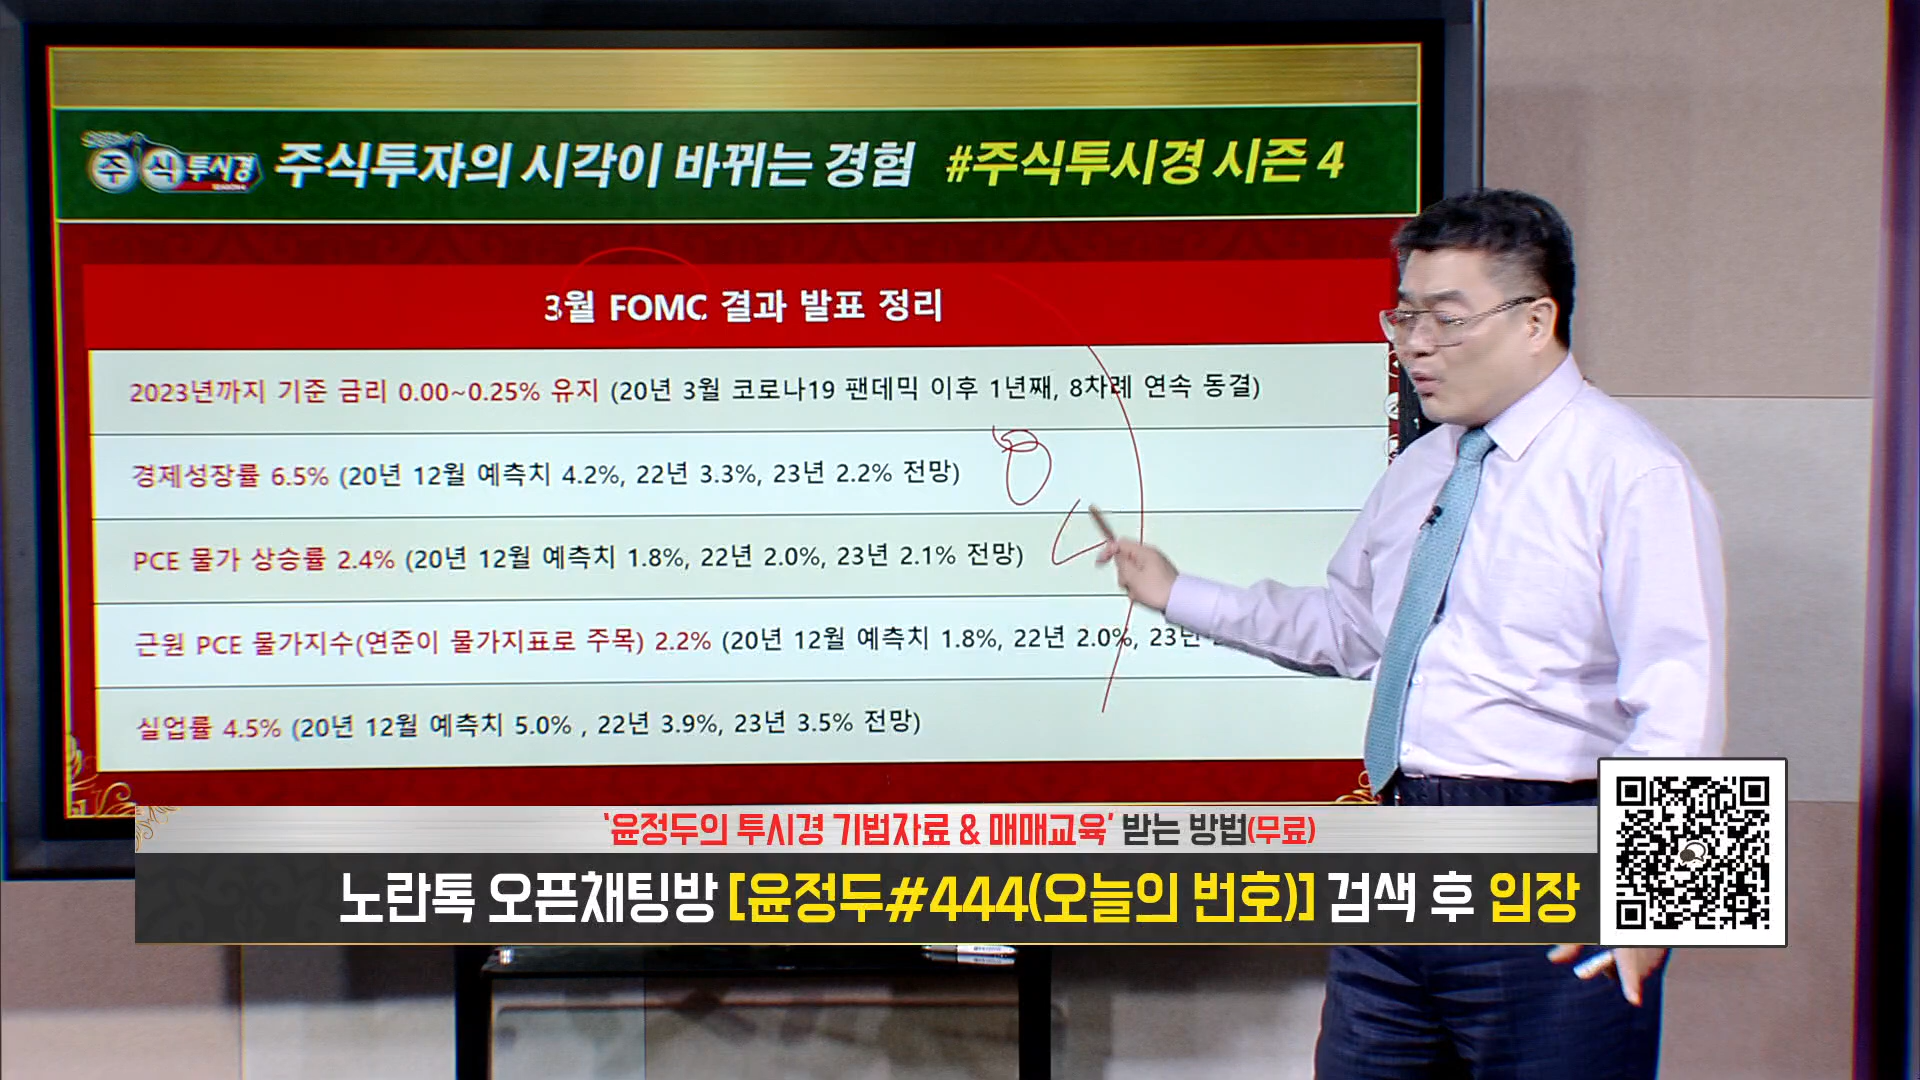 주식투시경 주식투자의 시각이 바뀌는 경험 #주식투시경 시즌 4
3월 FOMC 결과 발표 정리
2023년까지 기준 금리 0.00~0.25% 유지 (20년 3월 코로나19 팬데믹 이후 1년째, 8차례 연속 동결)
경제성장률 6.5% (20년 12월 예측치 4.2%, 22년 3.3%, 23년 2.2% 전망)
PCE 물가 상승률 2.4% (20년 12월 예측치 1.8%, 22년 2.0%, 23년 2.1% 전망)
근원 PCE 물가지수(연준이 물가지표로 주목) 2.2% (20년 12월 예측치 1.8%, 22년 2.0%, 23년
실업률 4.5% (20년 12월 예측치 5.0% , 22년 3.9%, 23년 3.5% 전망)
‘윤정두의 투시경 기법자료 & 매매교육’ 받는 방법(무료)
노란톡 오픈채팅방 [윤정두#444(오늘의 번호)] 검색 후 입장